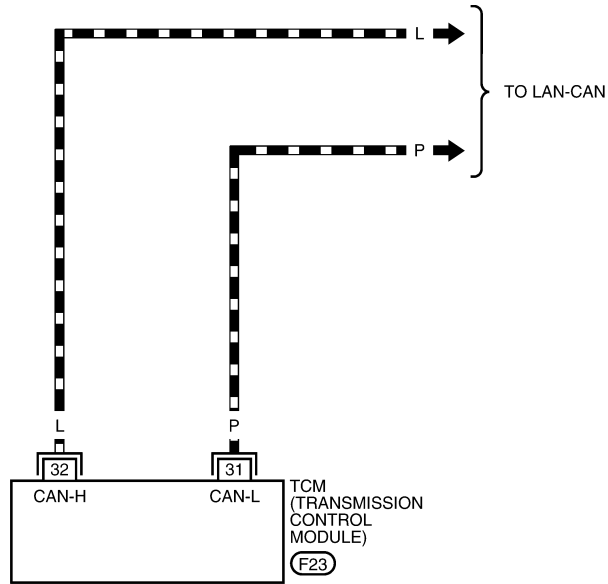 L
TO LAN-CAN
P
L
P
32
31
CAN-H
CAN-L
TCM
(TRANSMISSION
CONTROL
MODULE)
F23